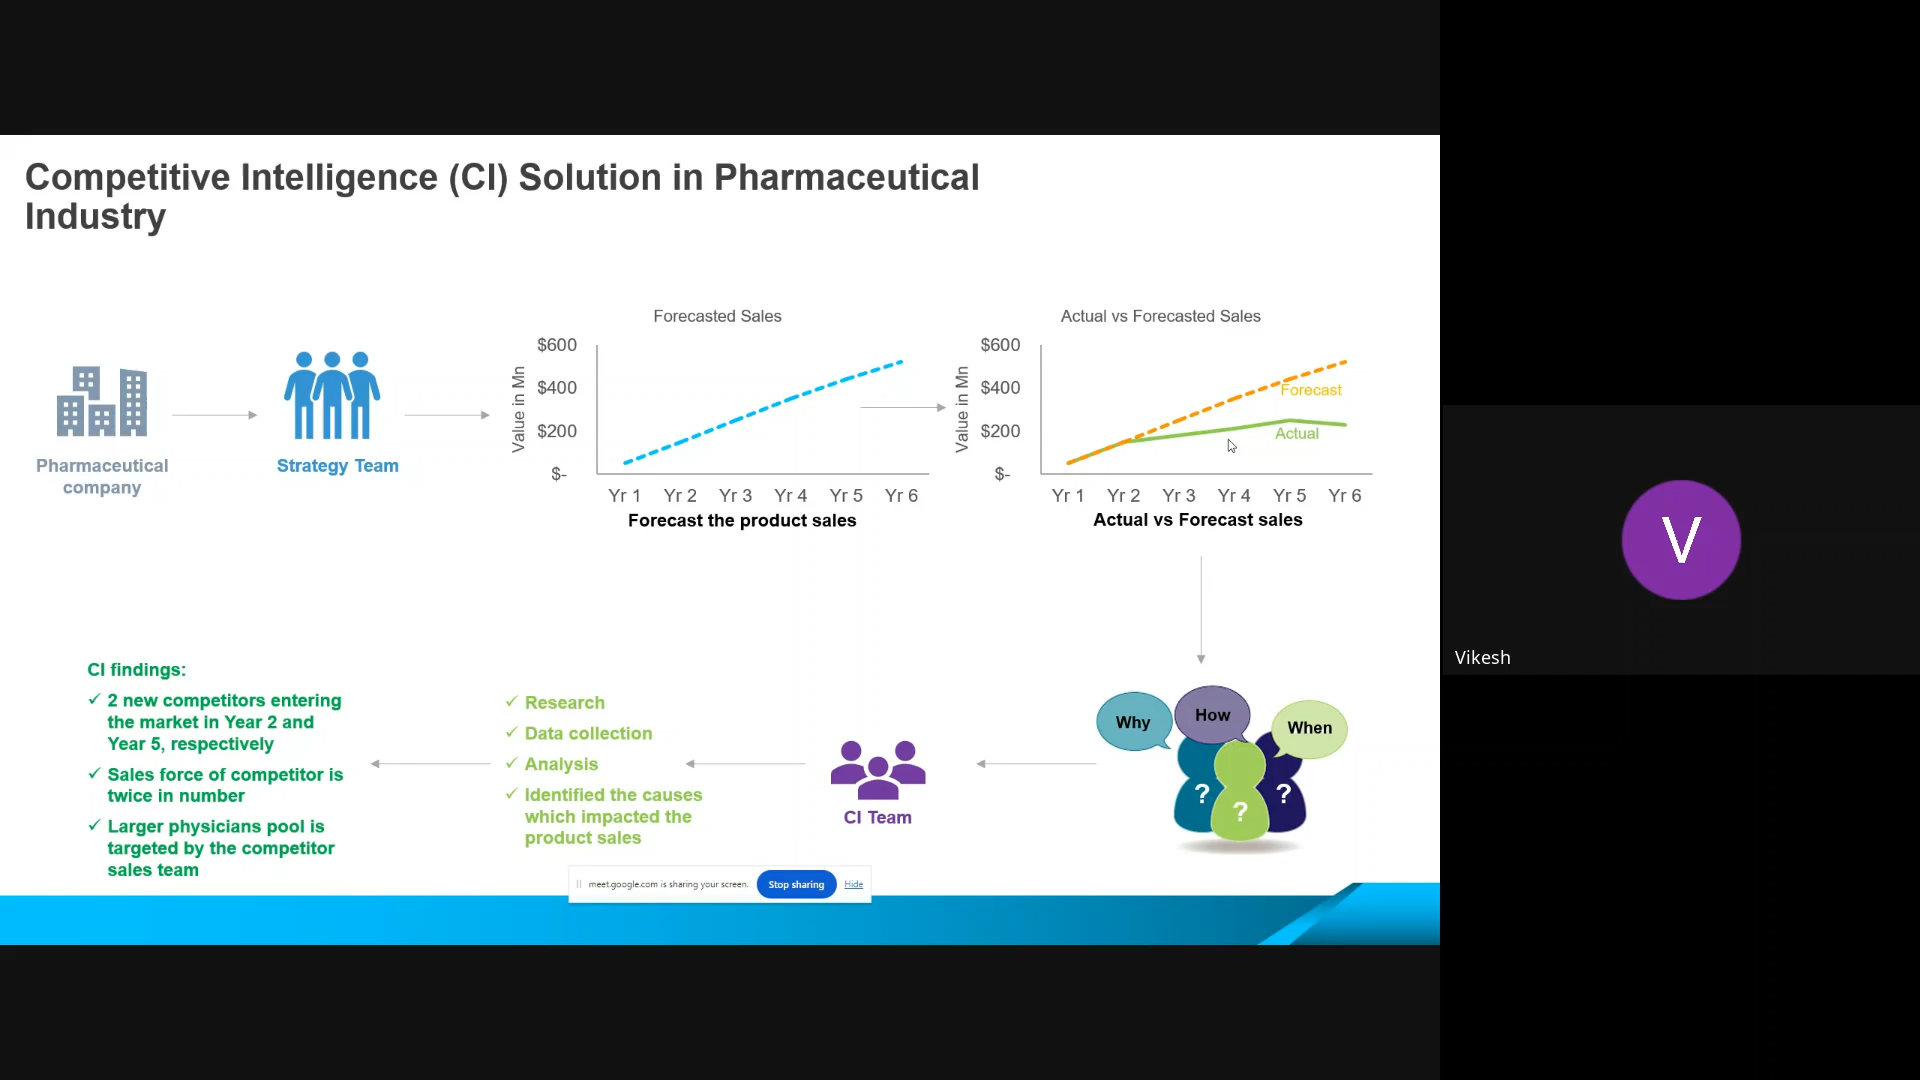 Competitive Intelligence (CI) Solution in Pharmaceutical
Industry
Pharmaceutical
company
Strategy Team
Forecasted Sales
Value in Mn
$600
$400
$200
$-
Yr 1 Yr 2 Yr 3 Yr 4 Yr 5 Yr 6
Forecast the product sales
Actual vs Forecasted Sales
Value in Mn
$600
$400
$200
$-
Forecast
Actual
Yr 1 Yr 2 Yr 3 Yr 4 Yr 5 Yr 6
Actual vs Forecast sales
Why
How
When
? ? ?
CI Team
✓ Research
✓ Data collection
✓ Analysis
✓ Identified the causes
which impacted the
product sales
CI findings:
✓ 2 new competitors entering
the market in Year 2 and
Year 5, respectively
✓ Sales force of competitor is
twice in number
✓ Larger physicians pool is
targeted by the competitor
sales team
meet.google.com is sharing your screen. Stop sharing Hide
V
Vikesh